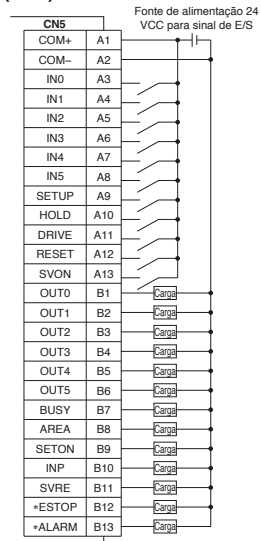 Fonte de alimentação 24
VCC para sinal de E/S
CN5
COM+ A1
COM− A2
IN0 A3
IN1 A4
IN2 A5
IN3 A6
IN4 A7
IN5 A8
SETUP A9
HOLD A10
DRIVE A11
RESET A12
SVON A13
OUT0 B1 Carga
OUT1 B2 Carga
OUT2 B3 Carga
OUT3 B4 Carga
OUT4 B5 Carga
OUT5 B6 Carga
BUSY B7 Carga
AREA B8 Carga
SETON B9 Carga
INP B10 Carga
SVRE B11 Carga
*ESTOP B12 Carga
*ALARM B13 Carga